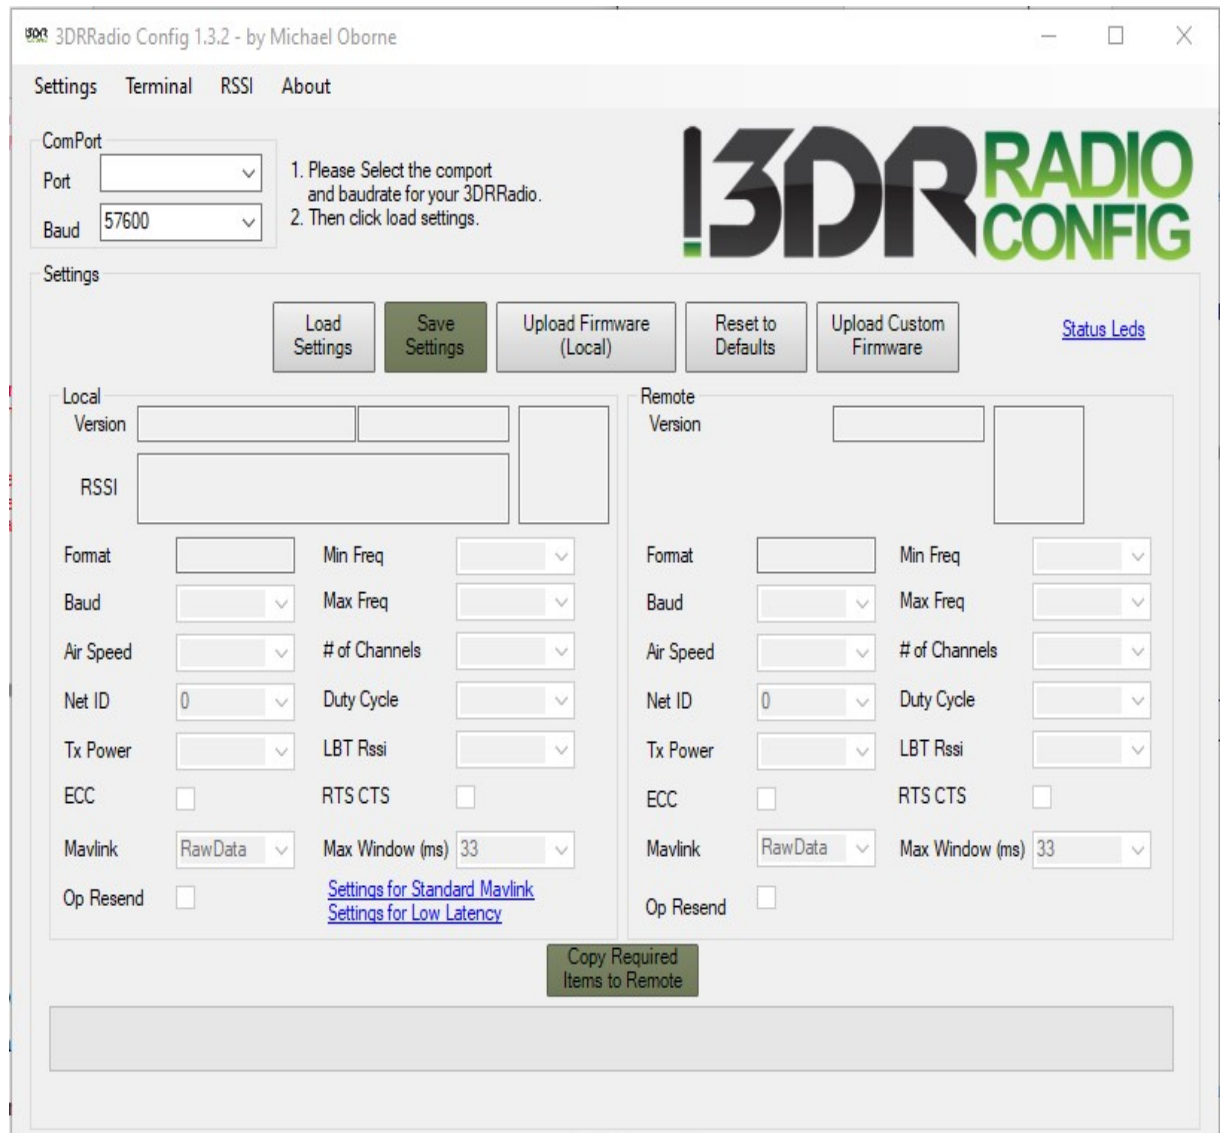 3DRRadio Config 1.3.2 - by Michael Oborne
Settings Terminal RSSI About
ComPort
Port
Baud 57600
1. Please Select the comport
and baudrate for your 3DRRadio.
2. Then click load settings.
!3DR RADIO
CONFIG
Settings
Load
Settings
Save
Settings
Upload Firmware
(Local)
Reset to
Defaults
Upload Custom
Firmware
Status Leds
Local
Version
RSSI
Format Min Freq
Baud Max Freq
Air Speed # of Channels
Net ID 0 Duty Cycle
Tx Power LBT Rssi
ECC RTS CTS
Mavlink RawData Max Window (ms) 33
Op Resend
Settings for Standard Mavlink
Settings for Low Latency
Remote
Version
Format Min Freq
Baud Max Freq
Air Speed # of Channels
Net ID 0 Duty Cycle
Tx Power LBT Rssi
ECC RTS CTS
Mavlink RawData Max Window (ms) 33
Op Resend
Copy Required
Items to Remote